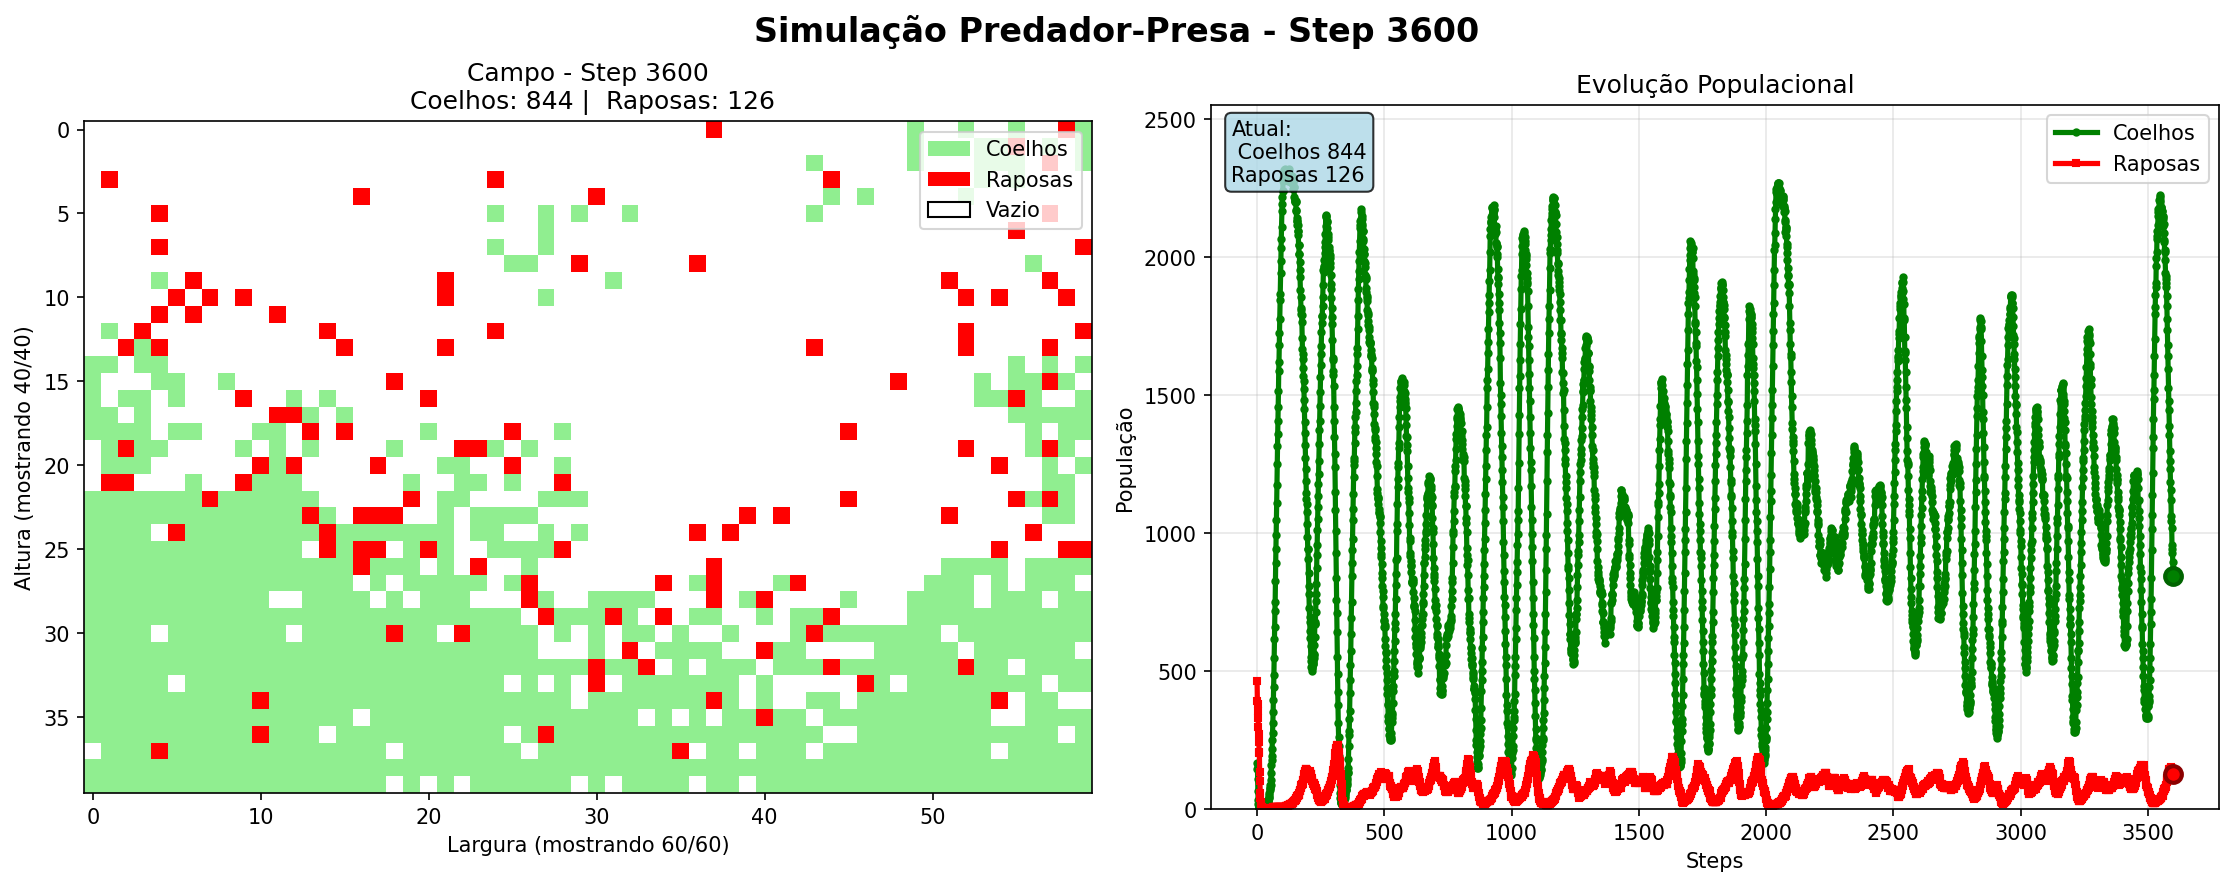 Simulação Predador-Presa - Step 3600
Campo - Step 3600
Coelhos: 844 |  Raposas: 126
Coelhos
Raposas
Vazio
0
5
10
15
20
25
30
35
Altura (mostrando 40/40)
0
10
20
30
40
50
Largura (mostrando 60/60)
Evolução Populacional
Atual:
Coelhos 844
Raposas 126
Coelhos
Raposas
2500
2000
1500
1000
500
0
População
0
500
1000
1500
2000
2500
3000
3500
Steps